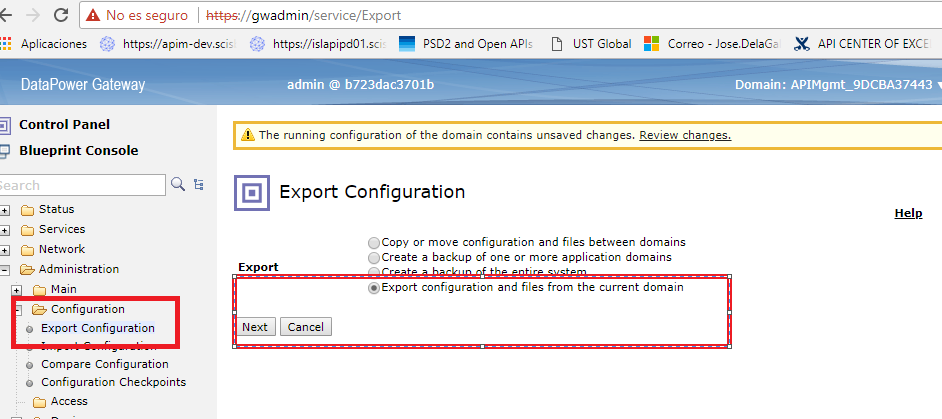 No es seguro | https://gwadmin/service/Export
Aplicaciones https://apim-dev.scis https://islapipd01.scis PSD2 and Open APIs UST Global Correo - Jose.DelaGal API CENTER OF EXCEL
DataPower Gateway admin @ b723dac3701b Domain: APIMgmt_9DCBA37443
Control Panel
Blueprint Console
The running configuration of the domain contains unsaved changes. Review changes.
Search
Status
Services
Network
Administration
Main
Configuration
Export Configuration
Import Configuration
Compare Configuration
Configuration Checkpoints
Access
Export Configuration
Help
Export
Copy or move configuration and files between domains
Create a backup of one or more application domains
Create a backup of the entire system
Export configuration and files from the current domain
Next Cancel